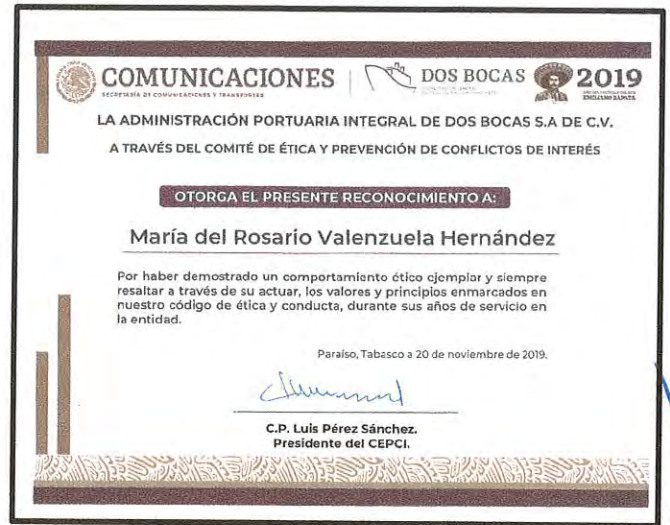 COMUNICACIONES
SECRETARÍA DE COMUNICACIONES Y TRANSPORTES
DOS BOCAS
2019
EMILIANO ZAPATA
LA ADMINISTRACIÓN PORTUARIA INTEGRAL DE DOS BOCAS S.A DE C.V.
A TRAVÉS DEL COMITÉ DE ÉTICA Y PREVENCIÓN DE CONFLICTOS DE INTERÉS
OTORGA EL PRESENTE RECONOCIMIENTO A:
María del Rosario Valenzuela Hernández
Por haber demostrado un comportamiento ético ejemplar y siempre
resaltar a través de su actuar, los valores y principios enmarcados en
nuestro código de ética y conducta, durante sus años de servicio en
la entidad.
Paraíso, Tabasco a 20 de noviembre de 2019.
C.P. Luis Pérez Sánchez.
Presidente del CEPCI.